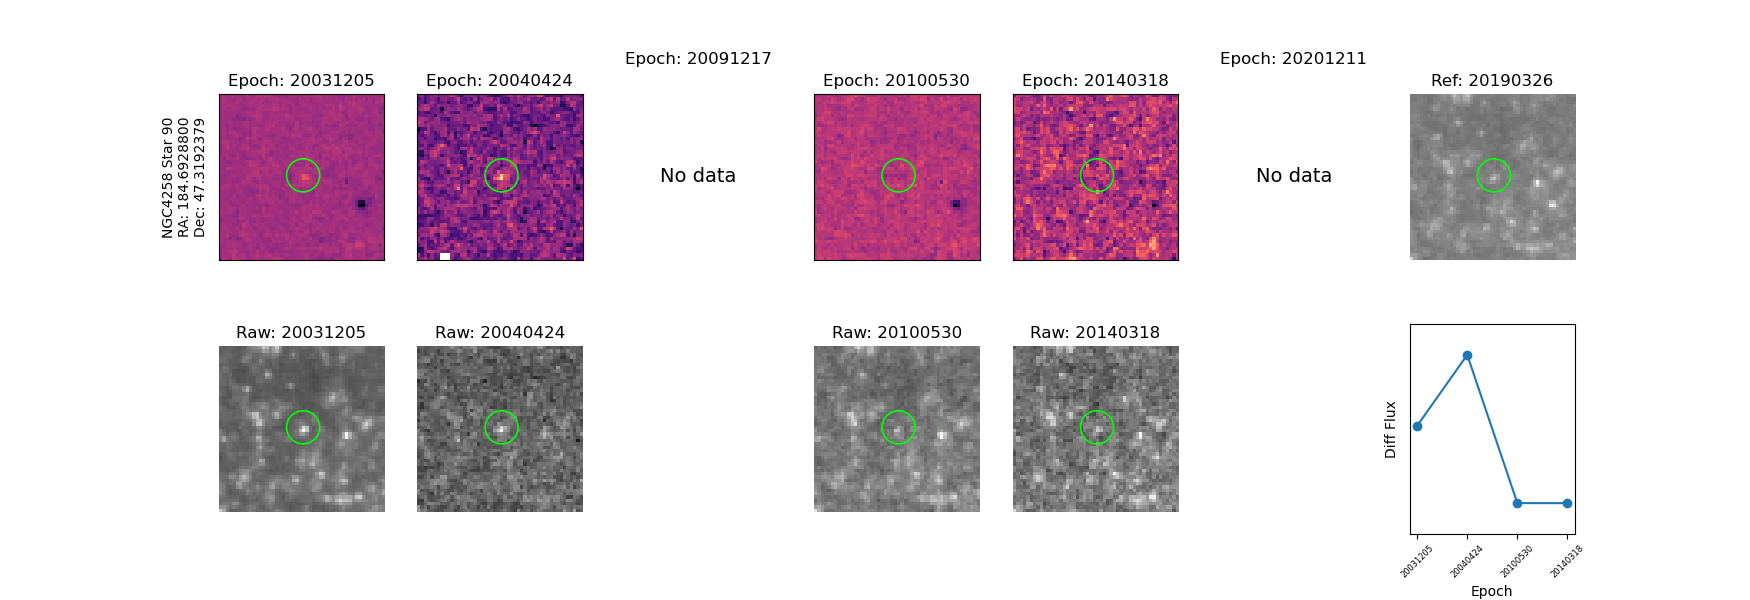 NGC4258 Star 90
RA: 184.6928800
Dec: 47.3192379
Epoch: 20031205
Epoch: 20040424
Epoch: 20091217
No data
Epoch: 20100530
Epoch: 20140318
Epoch: 20201211
No data
Ref: 20190326
Raw: 20031205
Raw: 20040424
Raw: 20100530
Raw: 20140318
Diff Flux
20031205
20040424
20100530
20140318
Epoch